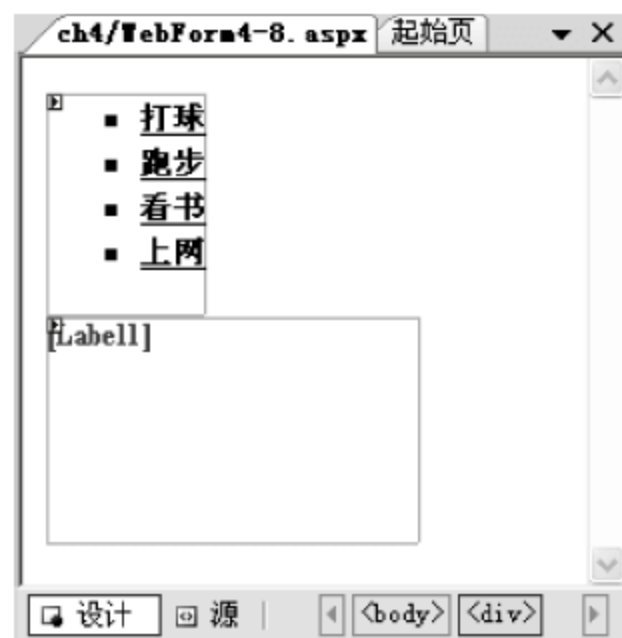 ch4/WebForm4-8.aspx 起始页
打球
跑步
看书
上网
[Label1]
设计 源 <body> <div>